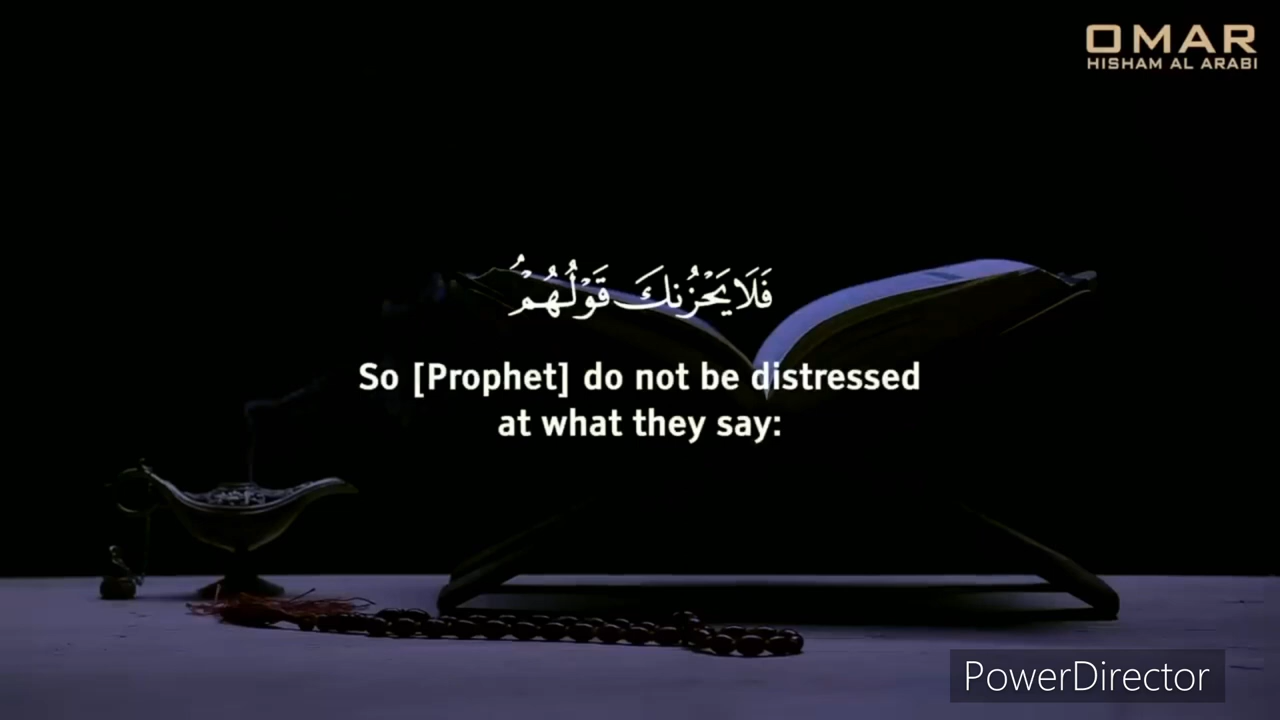 OMAR
HISHAM AL ARABI
فَلَا يَحْزُنكَ قَوْلُهُمْ ۘ
So [Prophet] do not be distressed
at what they say:
PowerDirector